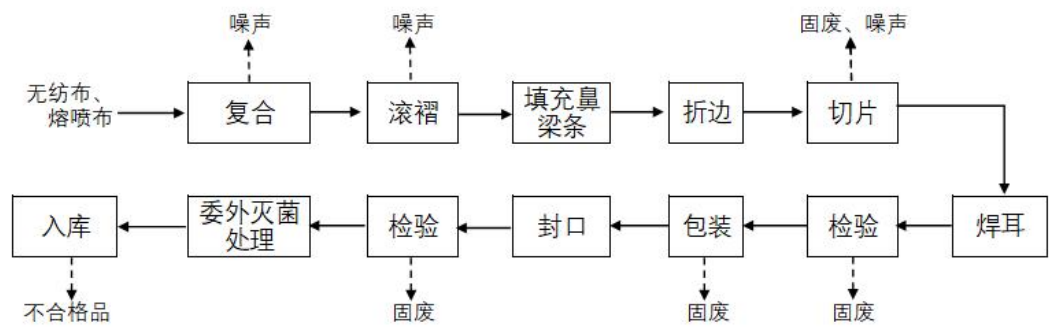 噪声
噪声
固废、噪声
无纺布、
熔喷布
复合
滚褶
填充鼻
梁条
折边
切片
入库
委外灭菌
处理
检验
封口
包装
检验
焊耳
不合格品
固废
固废
固废